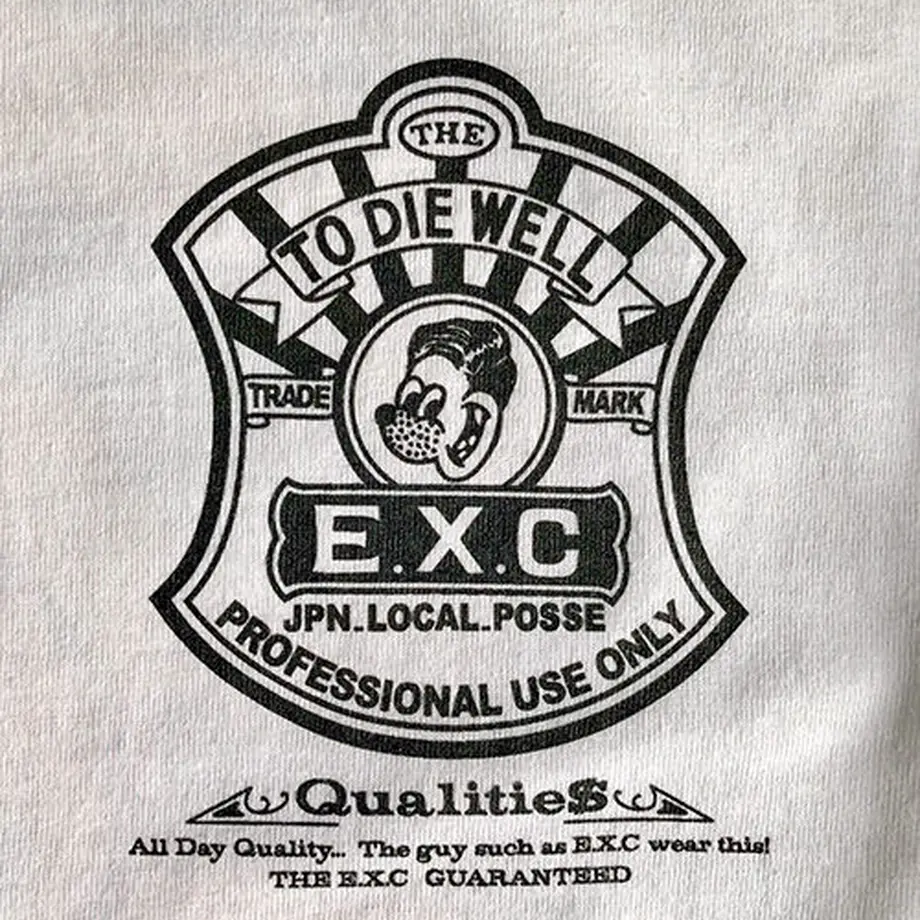 THE
TO DIE WELL
TRADE MARK
E.X.C
JPN.LOCAL.POSSE
PROFESSIONAL USE ONLY
Qualitie$
All Day Quality... The guy such as E.X.C wear this!
THE E.X.C GUARANTEED